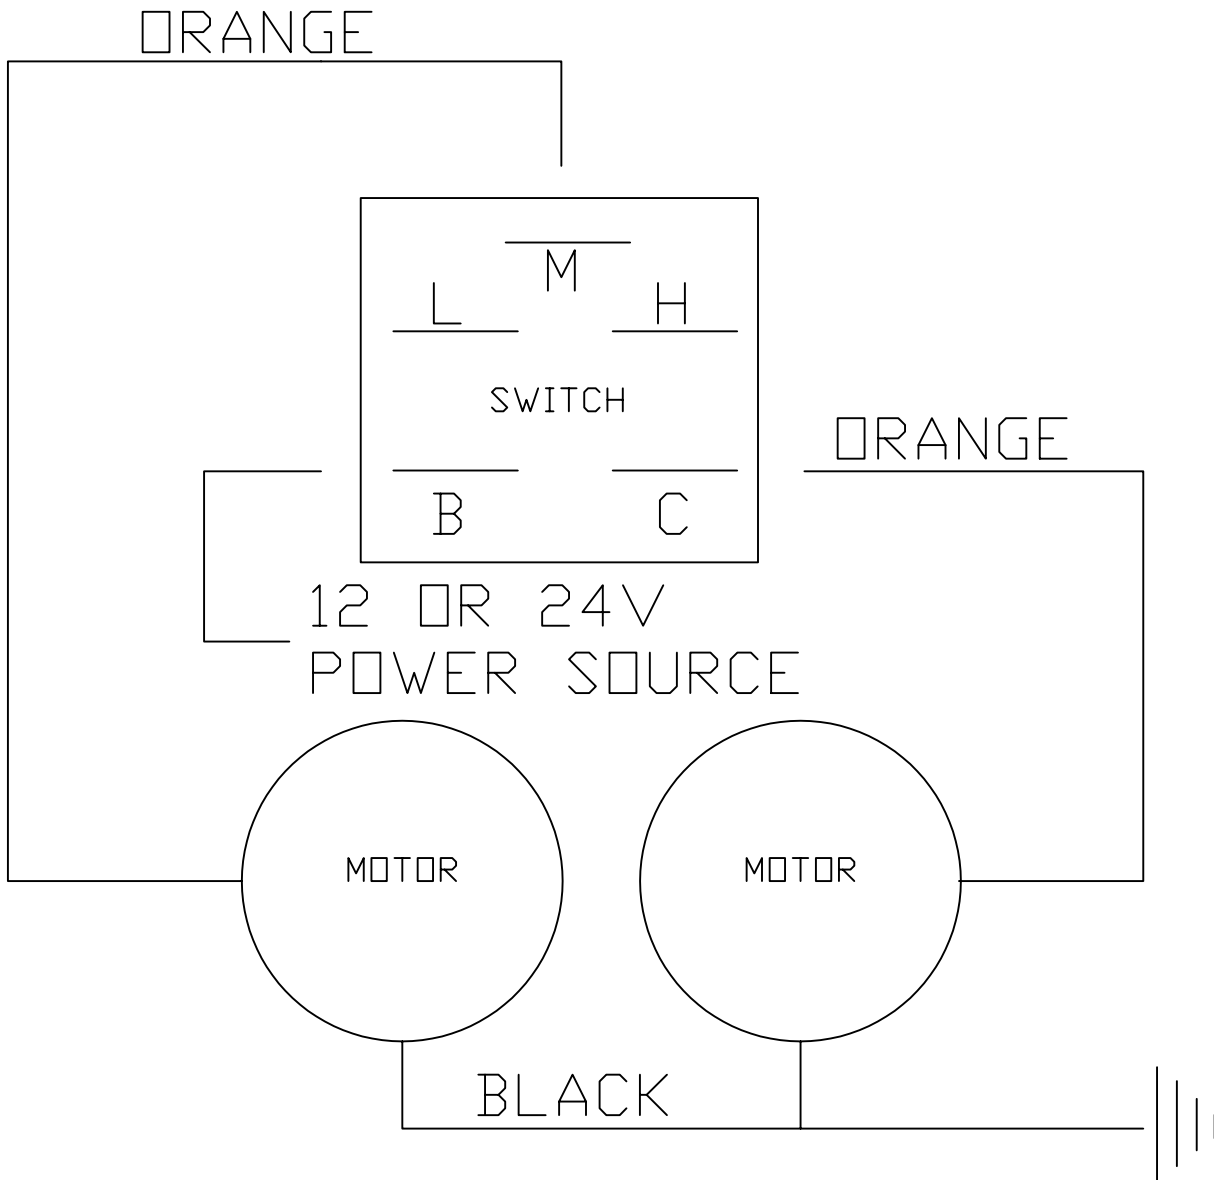 ORANGE
M
L H
SWITCH
ORANGE
B C
12 OR 24V
POWER SOURCE
MOTOR MOTOR
BLACK